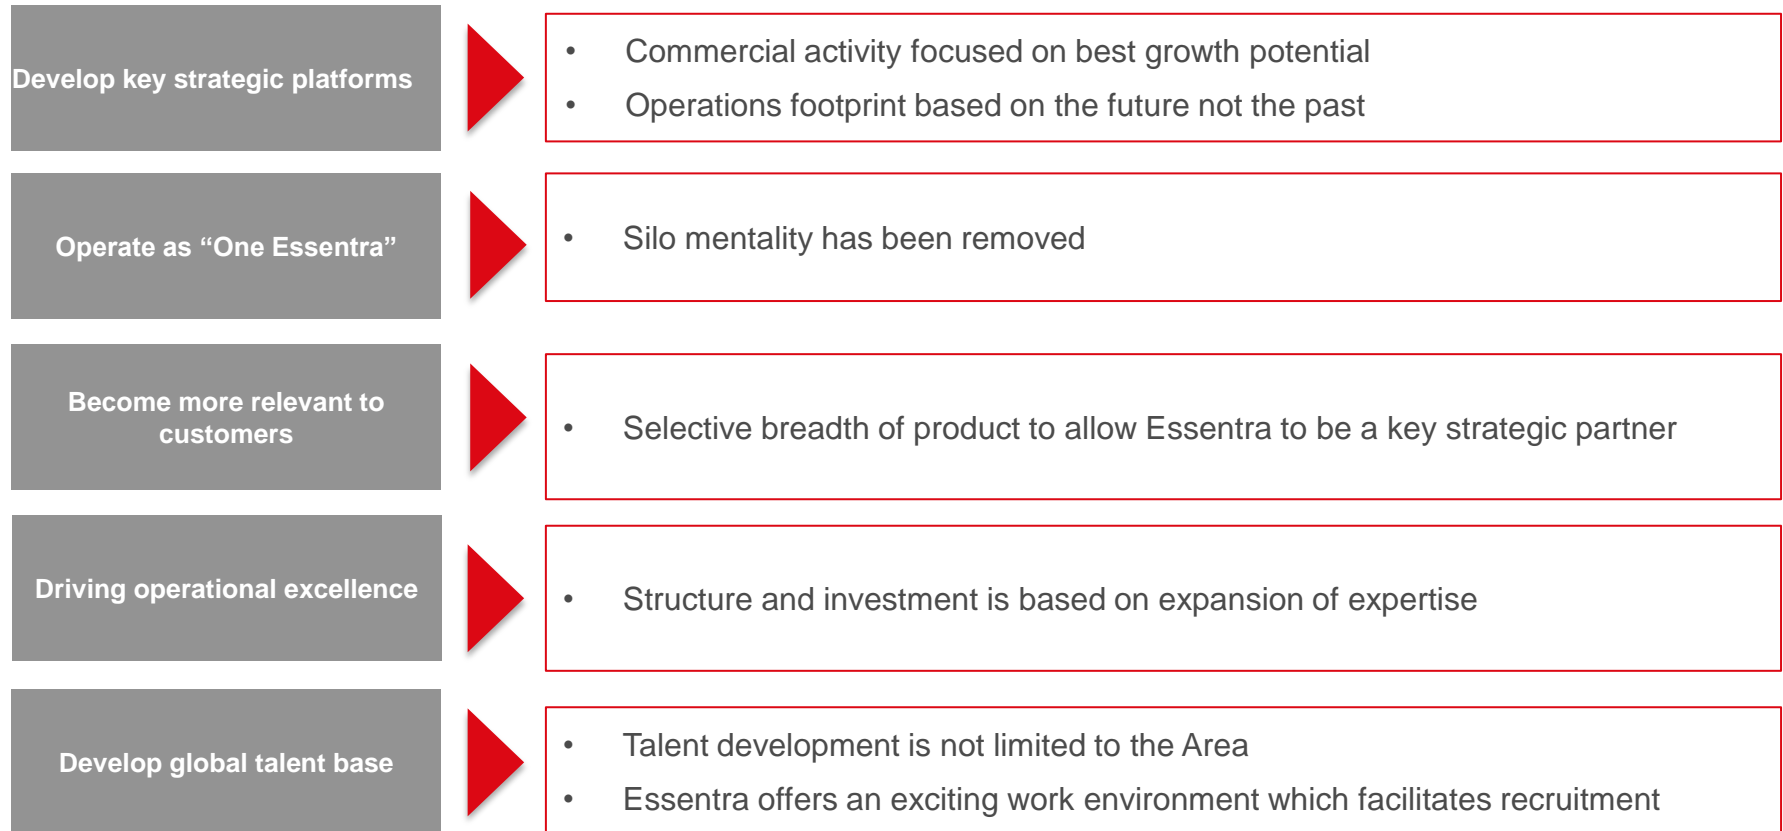 Develop key strategic platforms
• Commercial activity focused on best growth potential
• Operations footprint based on the future not the past
Operate as “One Essentra”
• Silo mentality has been removed
Become more relevant to
customers
• Selective breadth of product to allow Essentra to be a key strategic partner
Driving operational excellence
• Structure and investment is based on expansion of expertise
Develop global talent base
• Talent development is not limited to the Area
• Essentra offers an exciting work environment which facilitates recruitment